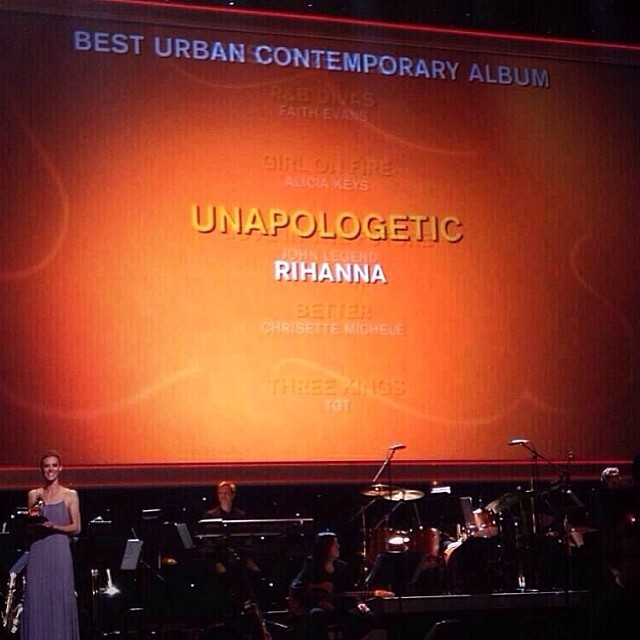 BEST URBAN CONTEMPORARY ALBUM
R&B DIVAS
FAITH EVANS
GIRL ON FIRE
ALICIA KEYS
UNAPOLOGETIC
JOHN LEGEND
RIHANNA
BETTER
CHRISETTE MICHELE
THREE KINGS
TGT